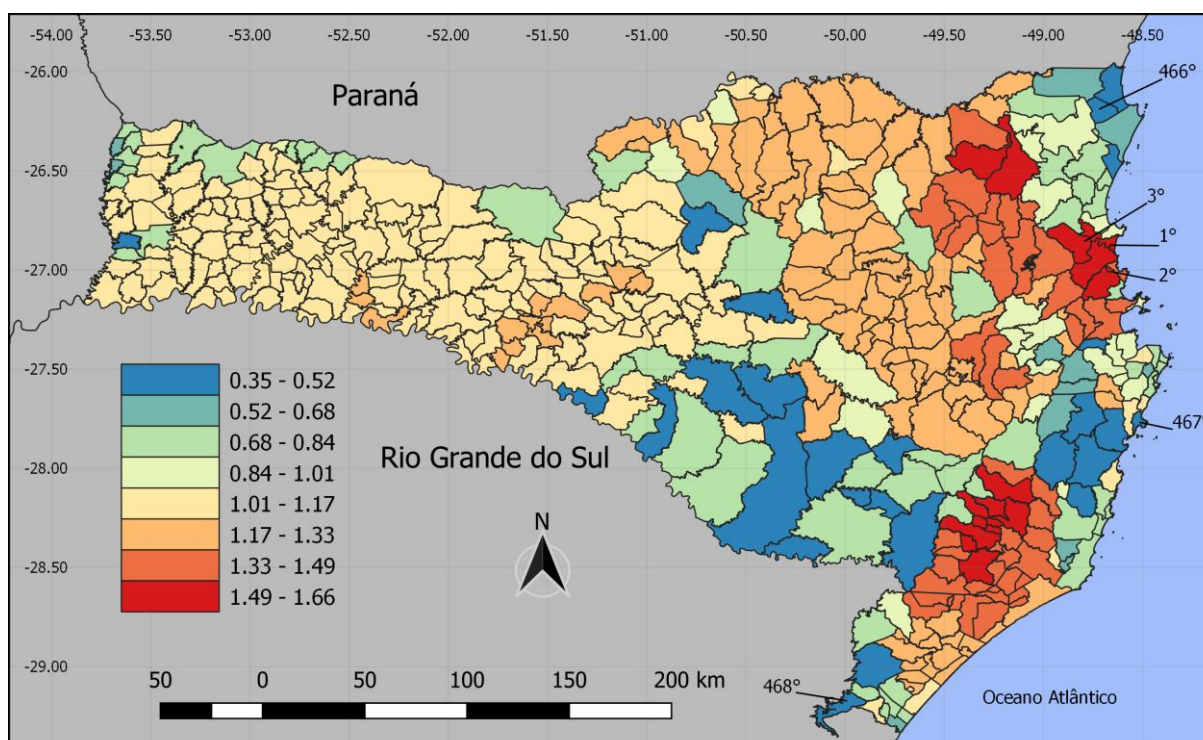 -54.00 -53.50 -53.00 -52.50 -52.00 -51.50 -51.00 -50.50 -50.00 -49.50 -49.00 -48.50
-26.00
466°
Paraná
-26.50
3°
1°
-27.00
2°
-27.50
0.35 - 0.52
0.52 - 0.68
0.68 - 0.84
0.84 - 1.01
1.01 - 1.17
1.17 - 1.33
1.33 - 1.49
1.49 - 1.66
467°
Rio Grande do Sul
-28.00
N
-28.50
-29.00
50 0 50 100 150 200 km
468°
Oceano Atlântico